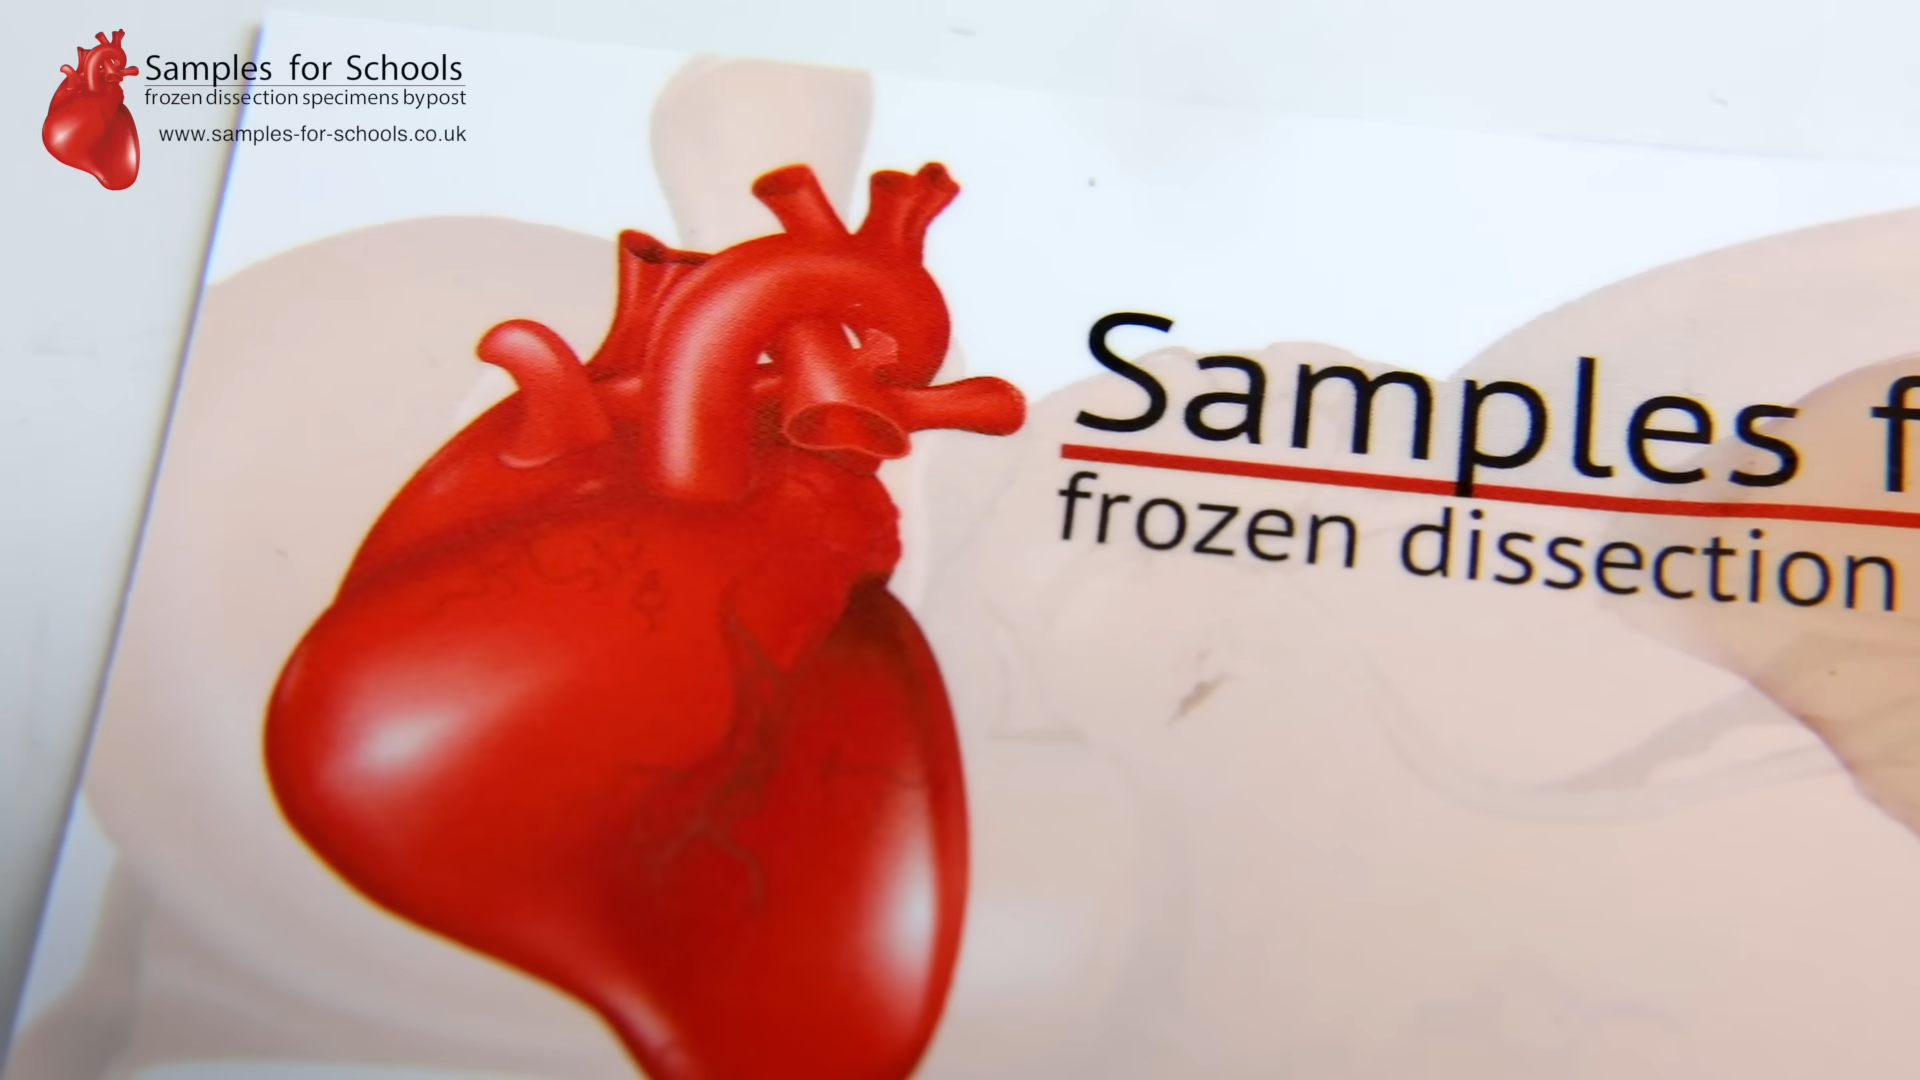 Samples for Schools
frozen dissection specimens by post
www.samples-for-schools.co.uk
Samples f
frozen dissection